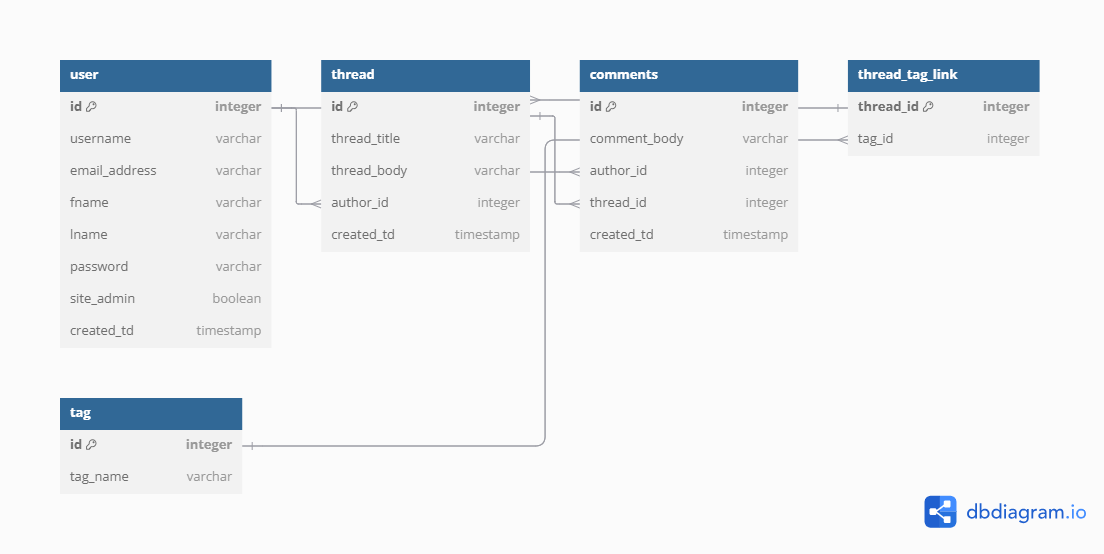 user
id integer
username varchar
email_address varchar
fname varchar
lname varchar
password varchar
site_admin boolean
created_td timestamp
thread
id integer
thread_title varchar
thread_body varchar
author_id integer
created_td timestamp
comments
id integer
comment_body varchar
author_id integer
thread_id integer
created_td timestamp
thread_tag_link
thread_id integer
tag_id integer
tag
id integer
tag_name varchar
dbdiagram.io